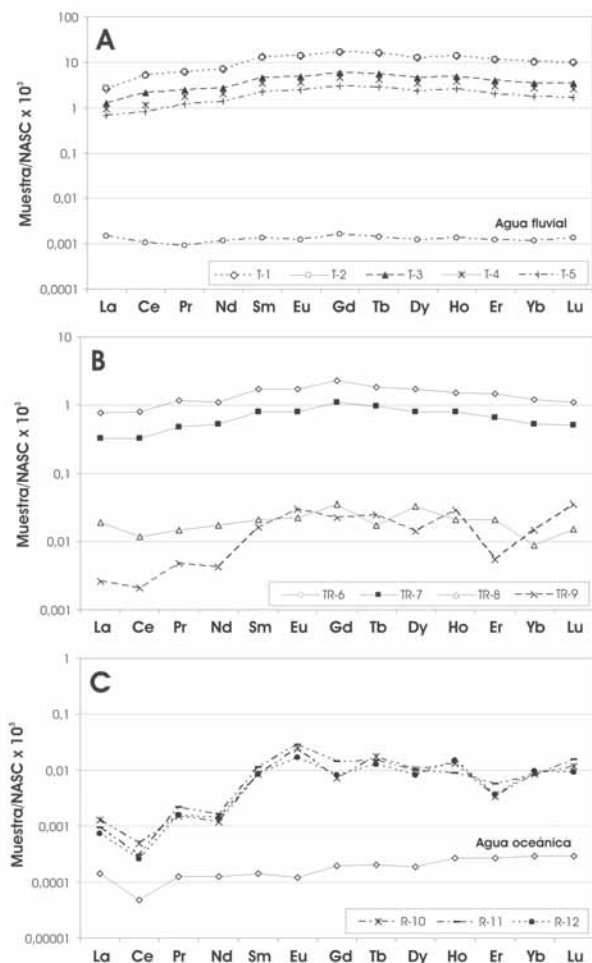 A
Muestra/NASC x 10³
100
10
1
0,1
0,01
0,001
0,0001
Agua fluvial
T-1 T-2 T-3 T-4 T-5
La Ce Pr Nd Sm Eu Gd Tb Dy Ho Er Yb Lu
B
Muestra/NASC x 10³
10
1
0,1
0,01
0,001
TR-6 TR-7 TR-8 TR-9
La Ce Pr Nd Sm Eu Gd Tb Dy Ho Er Yb Lu
C
Muestra/NASC x 10³
1
0,1
0,01
0,001
0,0001
0,00001
Agua oceánica
R-10 R-11 R-12
La Ce Pr Nd Sm Eu Gd Tb Dy Ho Er Yb Lu